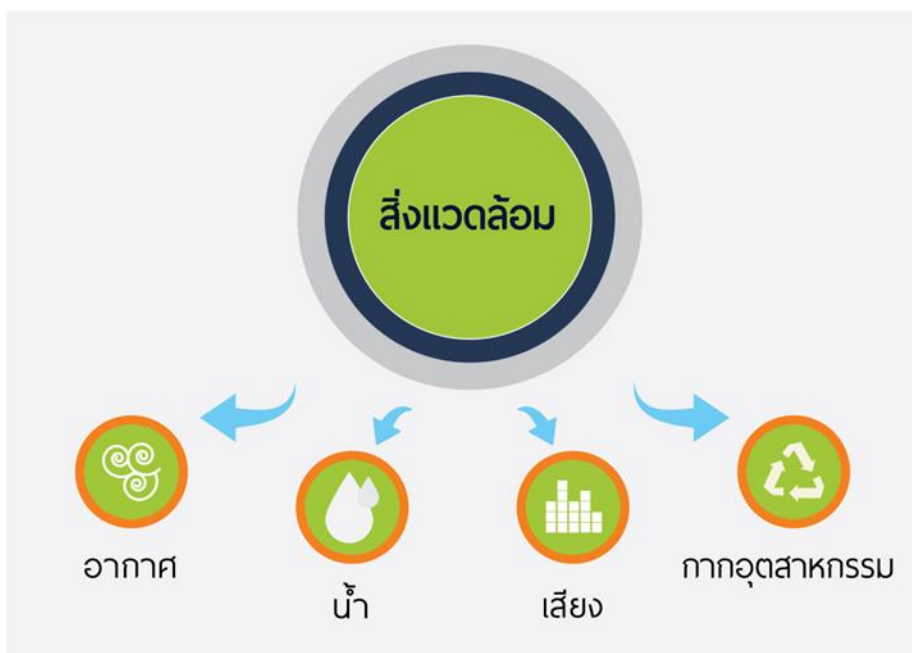 สิ่งแวดล้อม
อากาศ
น้ำ
เสียง
กากอุตสาหกรรม